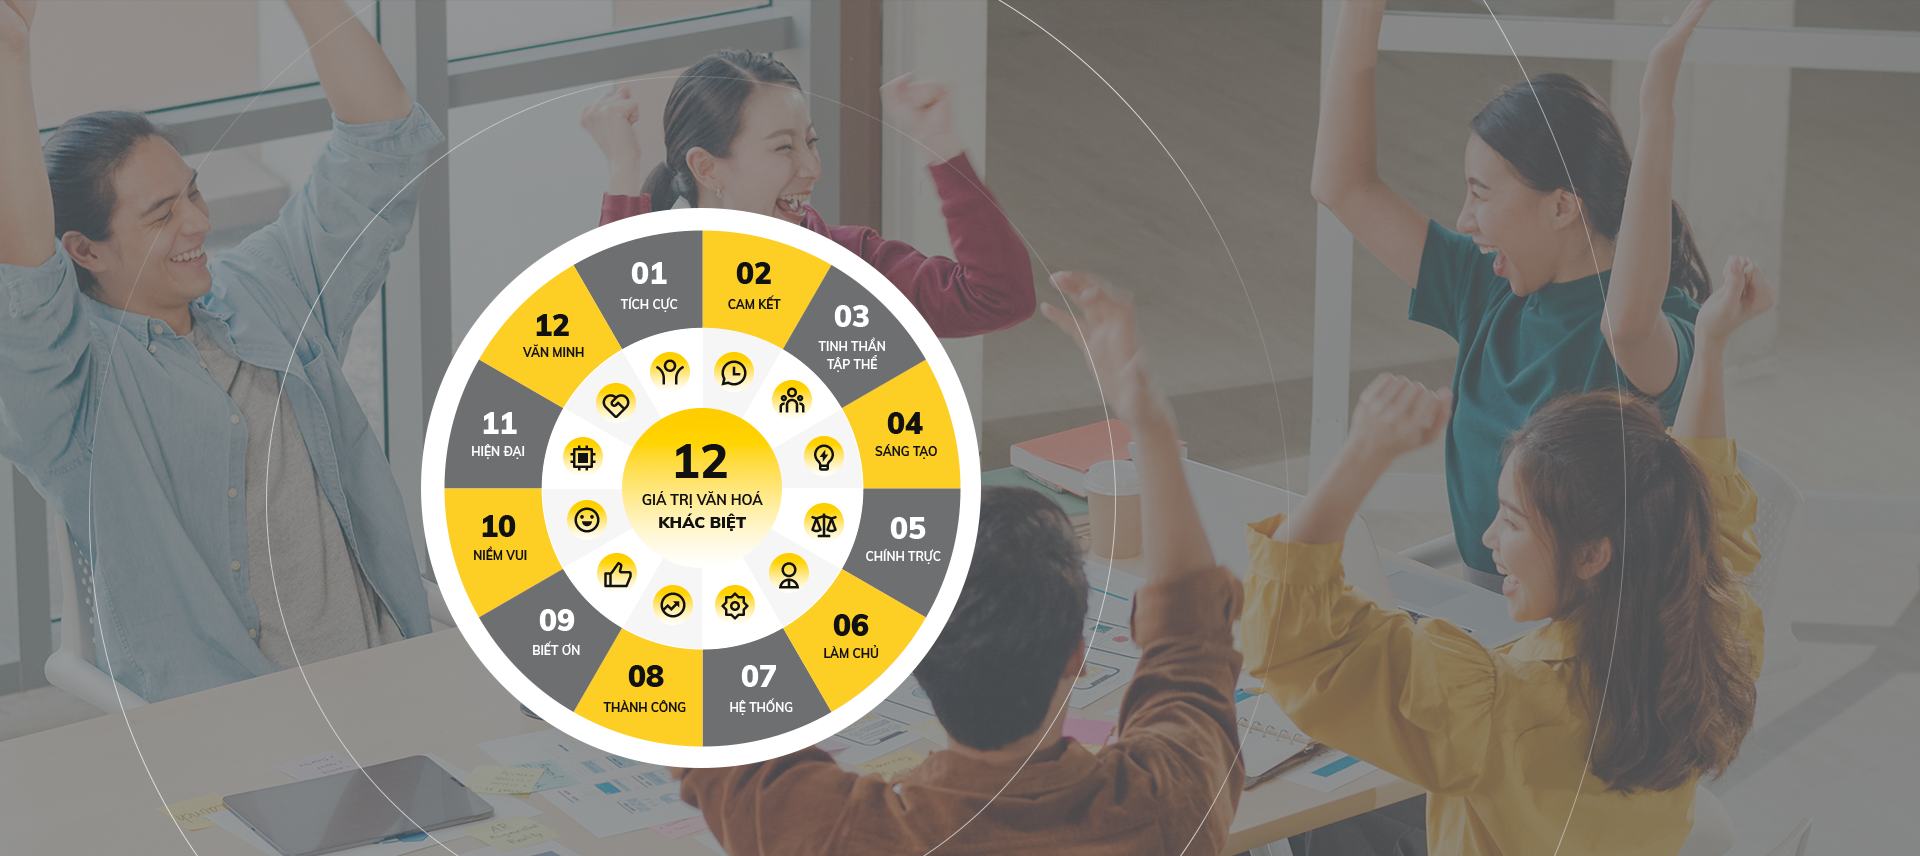 01
TÍCH CỰC
02
CAM KẾT
03
TINH THẦN
TẬP THỂ
04
SÁNG TẠO
05
CHÍNH TRỰC
06
LÀM CHỦ
07
HỆ THỐNG
08
THÀNH CÔNG
09
BIẾT ƠN
10
NIỀM VUI
11
HIỆN ĐẠI
12
VĂN MINH
12
GIÁ TRỊ VĂN HOÁ
KHÁC BIỆT